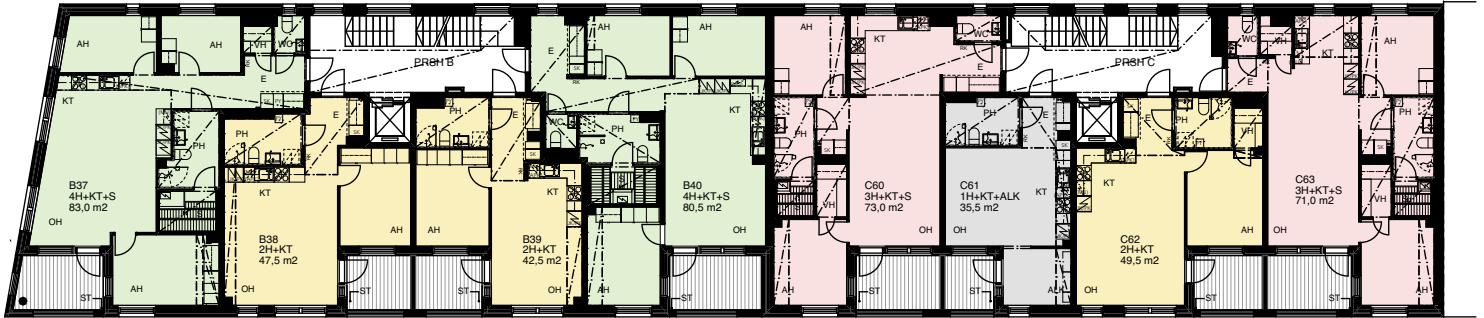 AH
AH
VH
WC
E
KT
PH
B37
4H+KT+S
83,0 m2
OH
S
AH
ST
PRSH B
PH
E
KT
B38
2H+KT
47,5 m2
OH
AH
ST
PH
E
KT
B39
2H+KT
42,5 m2
OH
AH
ST
E
AH
AH
WC
PH
S
KT
B40
4H+KT+S
80,5 m2
OH
AH
ST
AH
KT
WC
E
PH
S
VH
C60
3H+KT+S
73,0 m2
OH
AH
ST
PRSH C
PH
E
KT
C61
1H+KT+ALK
35,5 m2
OH
ALK
ST
E
PH
VH
KT
C62
2H+KT
49,5 m2
OH
AH
ST
WC
VH
E
KT
AH
PH
C63
3H+KT+S
71,0 m2
VH
S
OH
AH
ST